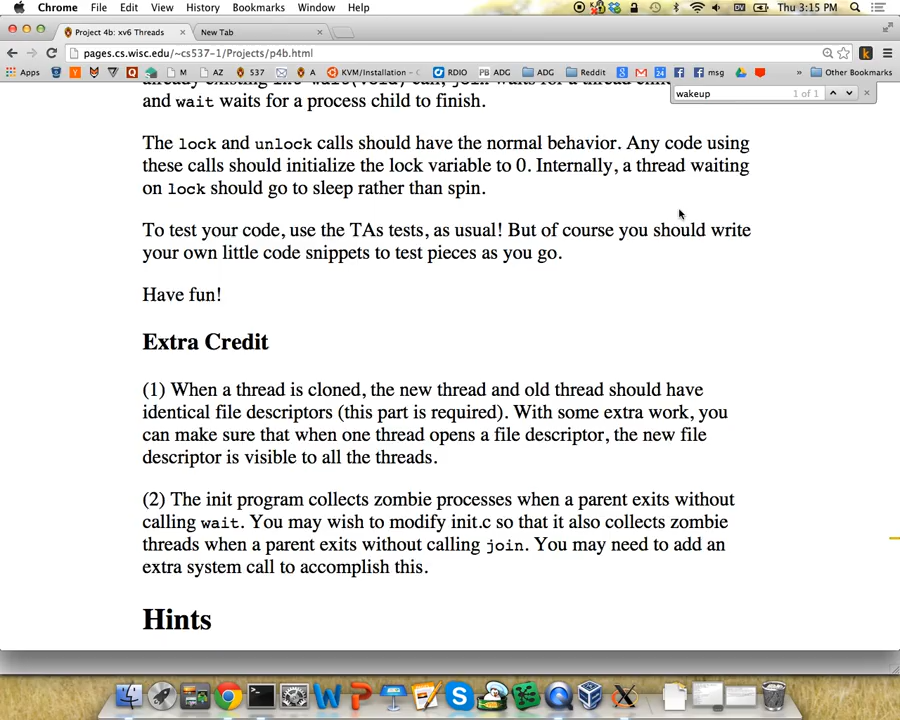 Chrome File Edit View History Bookmarks Window Help
Thu 3:15 PM
Project 4b: xv6 Threads
New Tab
pages.cs.wisc.edu/~cs537-1/Projects/p4b.html
Apps M AZ 537 A KVM/Installation - RDIO PB ADG ADG Reddit 24 msg » Other Bookmarks
wakeup 1 of 1
and wait waits for a process child to finish.
The lock and unlock calls should have the normal behavior. Any code using
these calls should initialize the lock variable to 0. Internally, a thread waiting
on lock should go to sleep rather than spin.
To test your code, use the TAs tests, as usual! But of course you should write
your own little code snippets to test pieces as you go.
Have fun!
Extra Credit
(1) When a thread is cloned, the new thread and old thread should have
identical file descriptors (this part is required). With some extra work, you
can make sure that when one thread opens a file descriptor, the new file
descriptor is visible to all the threads.
(2) The init program collects zombie processes when a parent exits without
calling wait. You may wish to modify init.c so that it also collects zombie
threads when a parent exits without calling join. You may need to add an
extra system call to accomplish this.
Hints